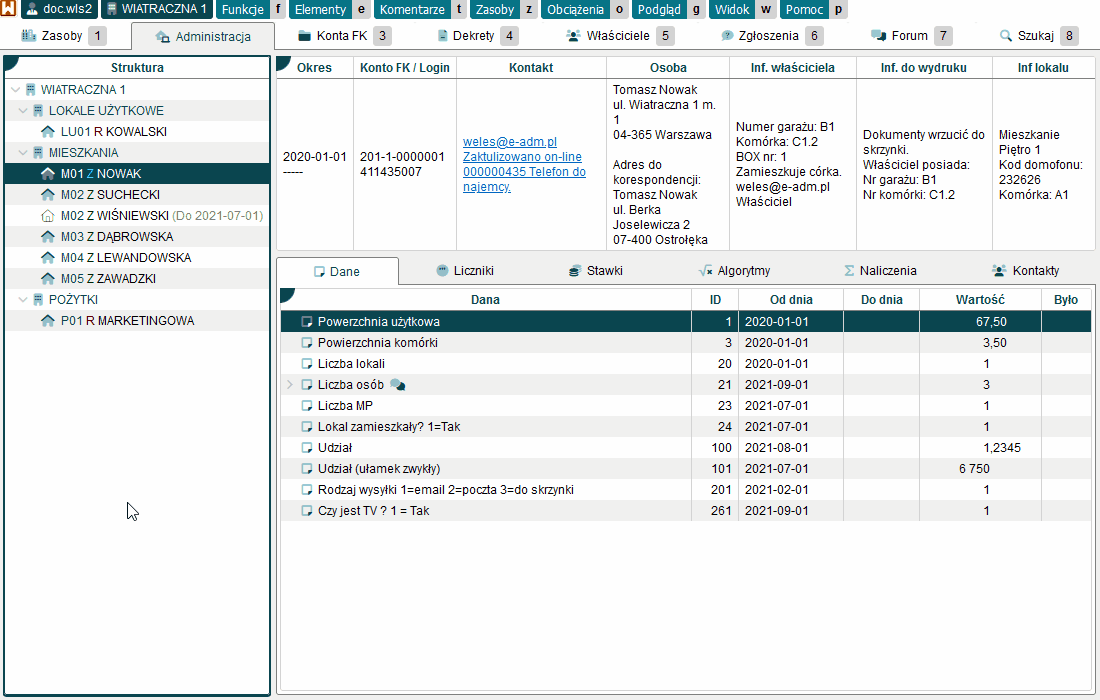 doc.wls2 WIATRACZNA 1 Funkcje f Elementy e Komentarze t Zasoby z Obciążenia o Podgląd g Widok w Pomoc p
Zasoby 1 Administracja Konta FK 3 Dekrety 4 Właściciele 5 Zgłoszenia 6 Forum 7 Szukaj 8
Struktura
WIATRACZNA 1
LOKALE UŻYTKOWE
LU01 R KOWALSKI
MIESZKANIA
M01 Z NOWAK
M02 Z SUCHECKI
M02 Z WIŚNIEWSKI (Do 2021-07-01)
M03 Z DĄBROWSKA
M04 Z LEWANDOWSKA
M05 Z ZAWADZKI
POŻYTKI
P01 R MARKETINGOWA
Okres Konto FK / Login Kontakt Osoba Inf. właściciela Inf. do wydruku Inf lokalu
2020-01-01
-----
201-1-0000001
411435007
weles@e-adm.pl
Zaktulizowano on-line
000000435 Telefon do
najemcy.
Tomasz Nowak
ul. Wiatraczna 1 m.
1
04-365 Warszawa
Adres do
korespondencji:
Tomasz Nowak
ul. Berka
Joselewicza 2
07-400 Ostrołęka
Numer garażu: B1
Komórka: C1.2
BOX nr: 1
Zamieszkuje córka.
weles@e-adm.pl
Właściciel
Dokumenty wrzucić do
skrzynki.
Właściciel posiada:
Nr garażu: B1
Nr komórki: C1.2
Mieszkanie
Piętro 1
Kod domofonu:
232626
Komórka: A1
Dane Liczniki Stawki Algorytmy Naliczenia Kontakty
Dana ID Od dnia Do dnia Wartość Było
Powerzchnia użytkowa 1 2020-01-01 67,50
Powierzchnia komórki 3 2020-01-01 3,50
Liczba lokali 20 2020-01-01 1
Liczba osób 21 2021-09-01 3
Liczba MP 23 2021-07-01 1
Lokal zamieszkały? 1=Tak 24 2021-07-01 1
Udział 100 2021-08-01 1,2345
Udział (ułamek zwykły) 101 2021-07-01 6 750
Rodzaj wysyłki 1=email 2=poczta 3=do skrzynki 201 2021-02-01 1
Czy jest TV ? 1 = Tak 261 2021-09-01 1